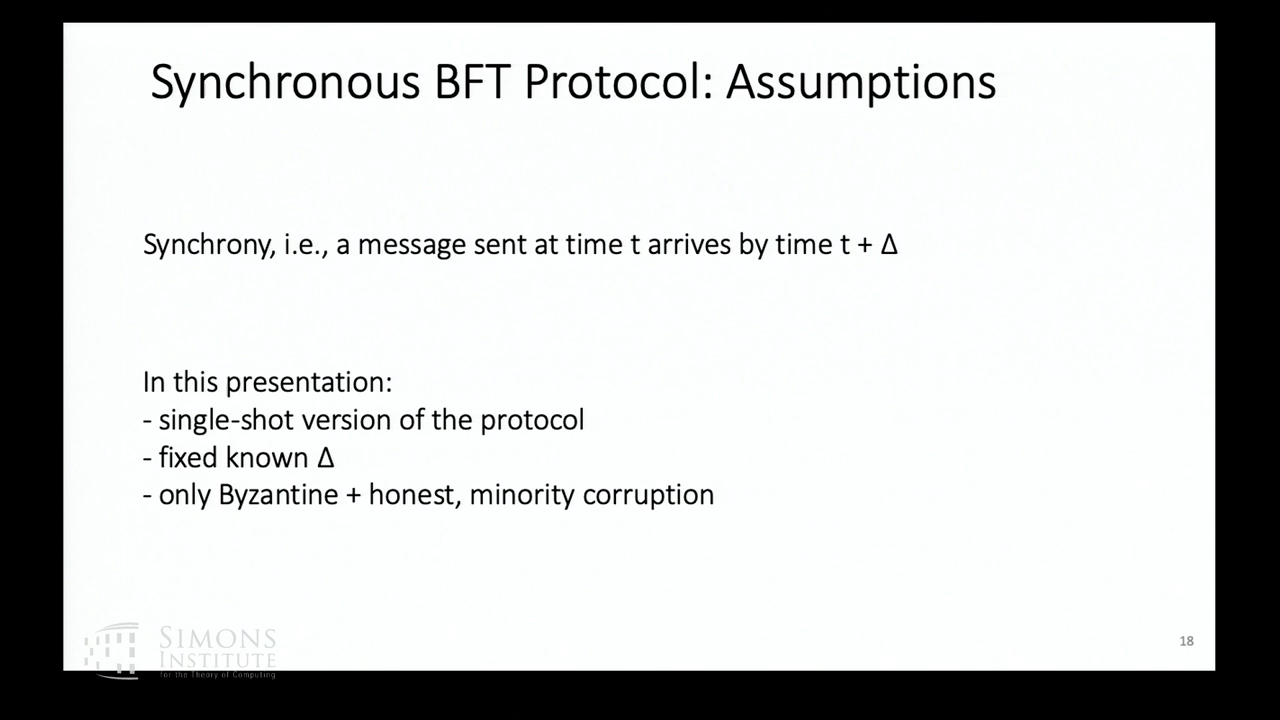 Synchronous BFT Protocol: Assumptions
Synchrony, i.e., a message sent at time t arrives by time t + Δ
In this presentation:
- single-shot version of the protocol
- fixed known Δ
- only Byzantine + honest, minority corruption
18
SIMONS
INSTITUTE
for the Theory of Computing